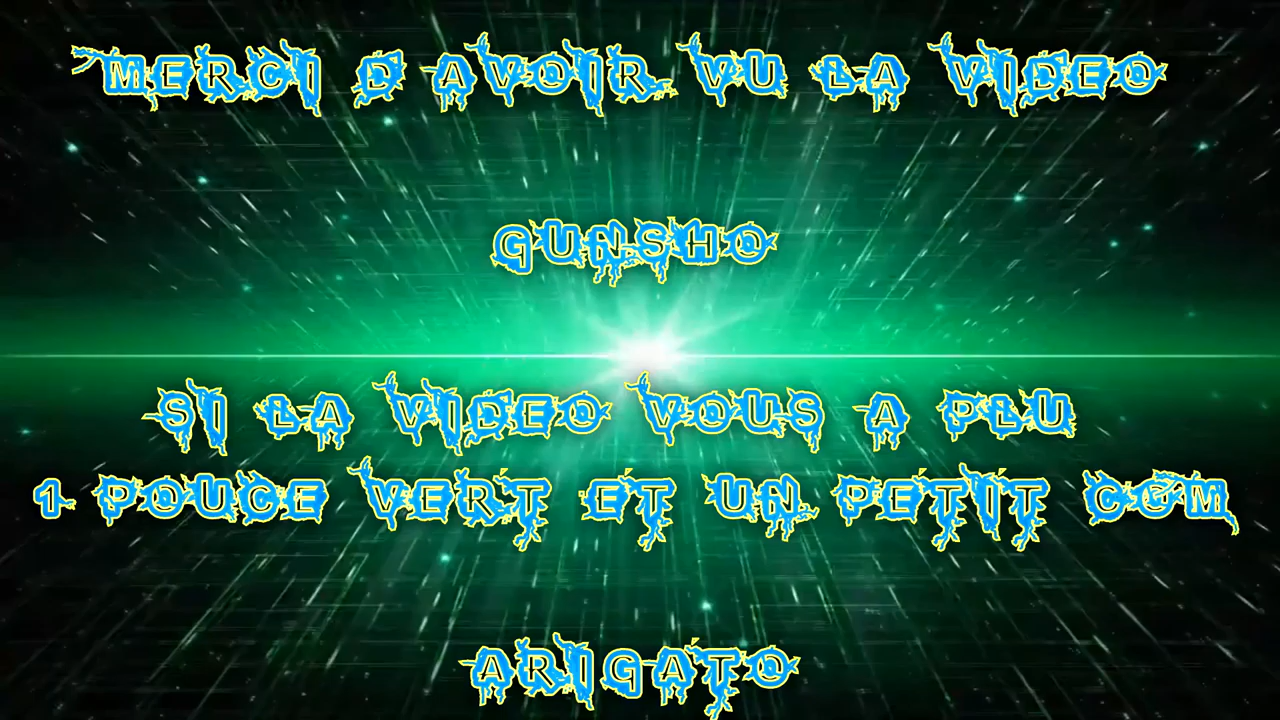 MERCI D AVOIR VU LA VIDEO
GUNSHO
SI LA VIDEO VOUS A PLU
1 POUCE VERT ET UN PETIT COM
ARIGATO